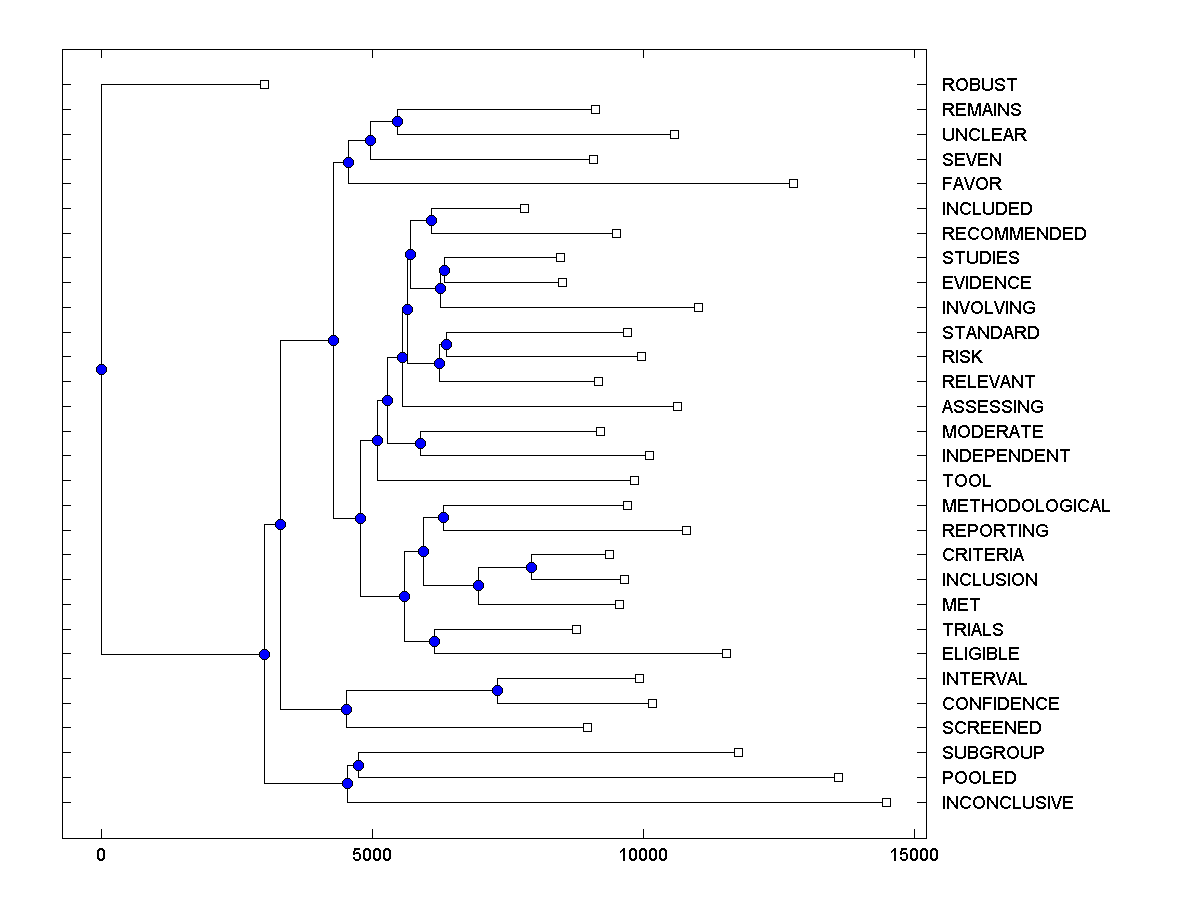 ROBUST
REMAINS
UNCLEAR
SEVEN
FAVOR
INCLUDED
RECOMMENDED
STUDIES
EVIDENCE
INVOLVING
STANDARD
RISK
RELEVANT
ASSESSING
MODERATE
INDEPENDENT
TOOL
METHODOLOGICAL
REPORTING
CRITERIA
INCLUSION
MET
TRIALS
ELIGIBLE
INTERVAL
CONFIDENCE
SCREENED
SUBGROUP
POOLED
INCONCLUSIVE
0 5000 10000 15000